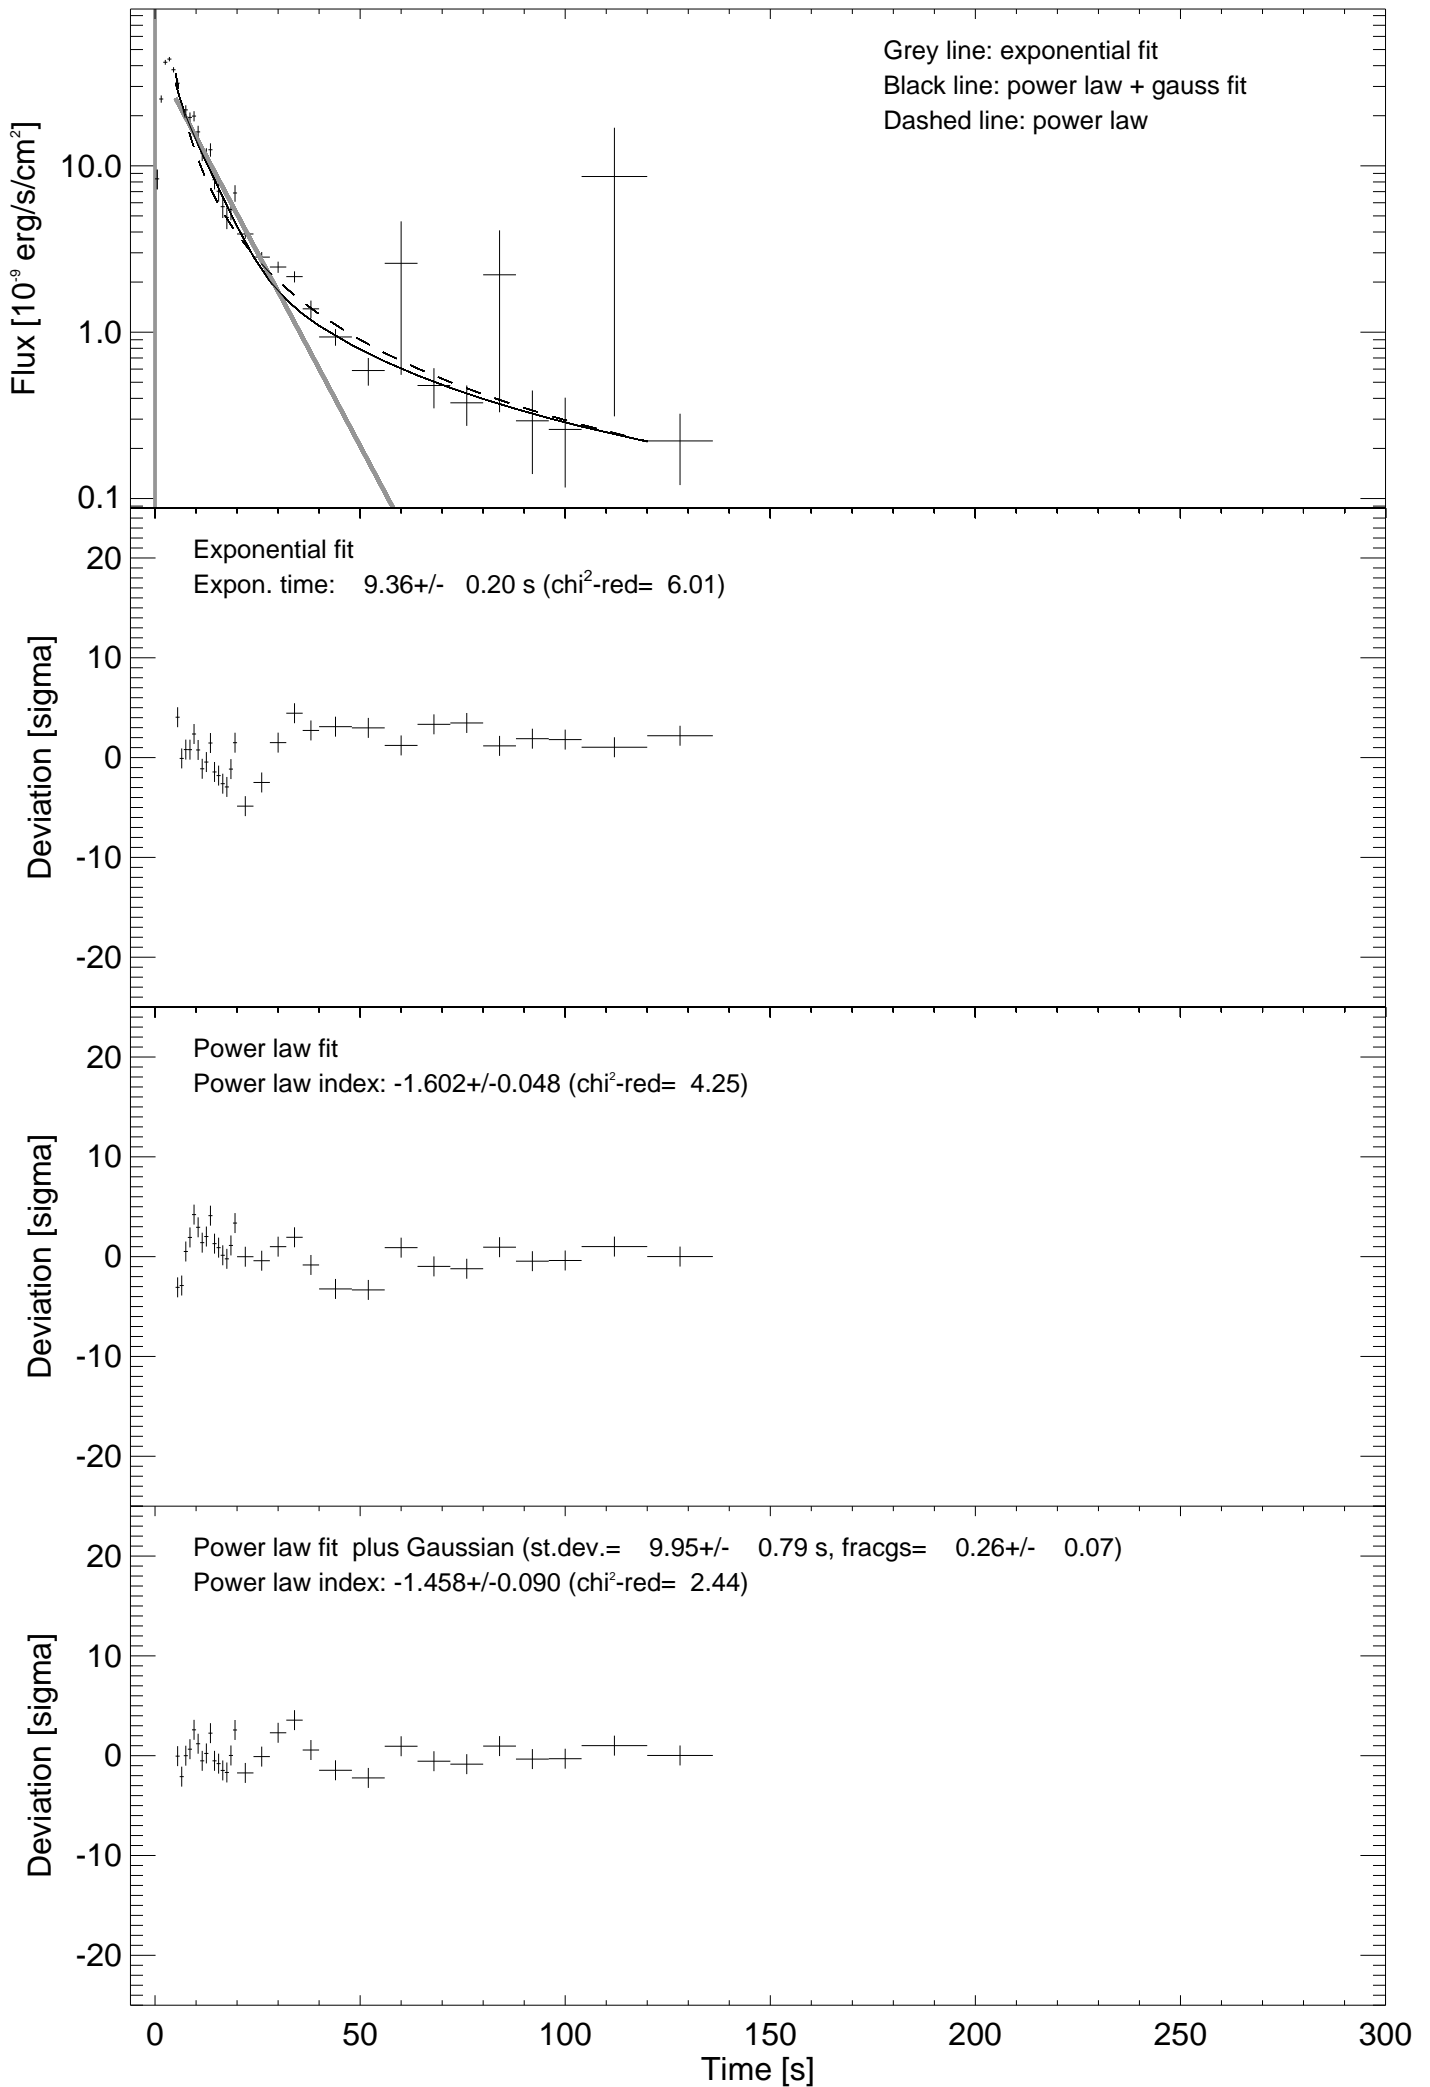 Grey line: exponential fit
Black line: power law + gauss fit
Dashed line: power law
10.0
1.0
0.1
Flux [10⁻⁹ erg/s/cm²]
Exponential fit
Expon. time: 9.36+/- 0.20 s (chi²-red= 6.01)
20
10
0
-10
-20
Deviation [sigma]
Power law fit
Power law index: -1.602+/-0.048 (chi²-red= 4.25)
20
10
0
-10
-20
Deviation [sigma]
Power law fit plus Gaussian (st.dev.= 9.95+/- 0.79 s, fracgs= 0.26+/- 0.07)
Power law index: -1.458+/-0.090 (chi²-red= 2.44)
20
10
0
-10
-20
Deviation [sigma]
0 50 100 150 200 250 300
Time [s]